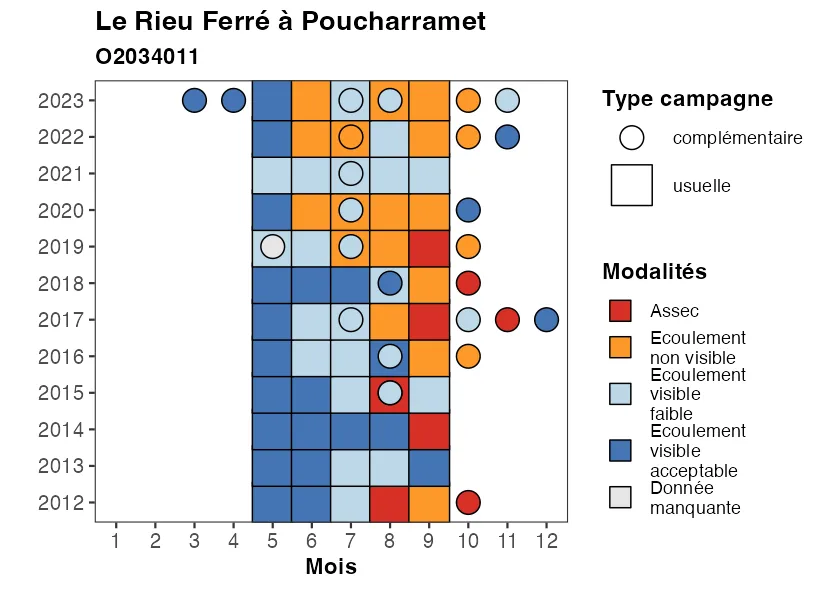 Le Rieu Ferré à Poucharramet
O2034011
2023
2022
2021
2020
2019
2018
2017
2016
2015
2014
2013
2012
1 2 3 4 5 6 7 8 9 10 11 12
Mois
Type campagne
complémentaire
usuelle
Modalités
Assec
Ecoulement
non visible
Ecoulement
visible
faible
Ecoulement
visible
acceptable
Donnée
manquante